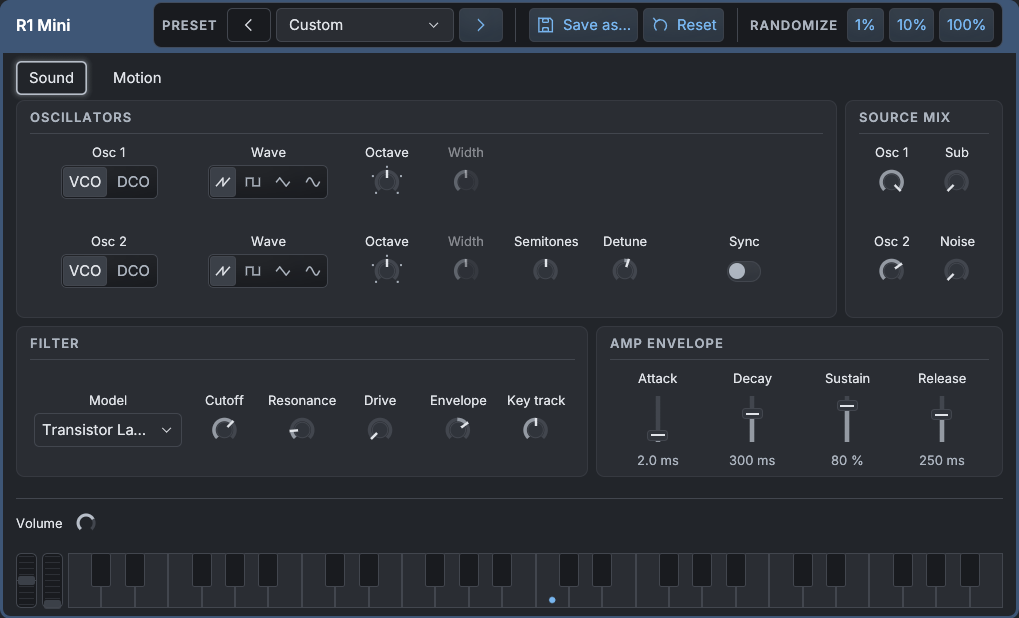 R1 Mini PRESET Custom Save as... Reset RANDOMIZE 1% 10% 100%
Sound Motion
OSCILLATORS SOURCE MIX
Osc 1 Wave Octave Width Osc 1 Sub
VCO DCO
Osc 2 Wave Octave Width Semitones Detune Sync Osc 2 Noise
VCO DCO
FILTER AMP ENVELOPE
Attack Decay Sustain Release
Model Cutoff Resonance Drive Envelope Key track
Transistor La...
2.0 ms 300 ms 80 % 250 ms
Volume